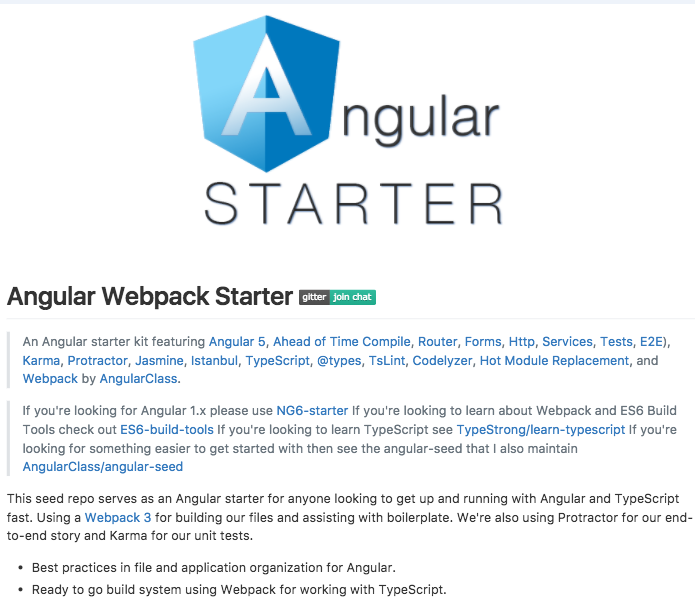 Angular
STARTER
Angular Webpack Starter gitter join chat
An Angular starter kit featuring Angular 5, Ahead of Time Compile, Router, Forms, Http, Services, Tests, E2E),
Karma, Protractor, Jasmine, Istanbul, TypeScript, @types, TsLint, Codelyzer, Hot Module Replacement, and
Webpack by AngularClass.
If you're looking for Angular 1.x please use NG6-starter If you're looking to learn about Webpack and ES6 Build
Tools check out ES6-build-tools If you're looking to learn TypeScript see TypeStrong/learn-typescript If you're
looking for something easier to get started with then see the angular-seed that I also maintain
AngularClass/angular-seed
This seed repo serves as an Angular starter for anyone looking to get up and running with Angular and TypeScript
fast. Using a Webpack 3 for building our files and assisting with boilerplate. We're also using Protractor for our end-
to-end story and Karma for our unit tests.
• Best practices in file and application organization for Angular.
• Ready to go build system using Webpack for working with TypeScript.